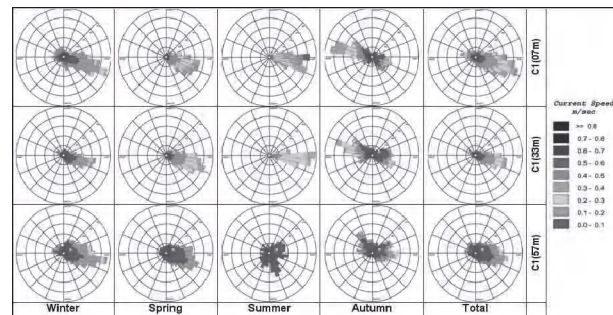 C1(07m)
C1(33m)
C1(57m)
Winter
Spring
Summer
Autumn
Total
Current Speed
m/sec
>= 0.8
0.7 - 0.8
0.6 - 0.7
0.5 - 0.6
0.4 - 0.5
0.3 - 0.4
0.2 - 0.3
0.1 - 0.2
0.0 - 0.1